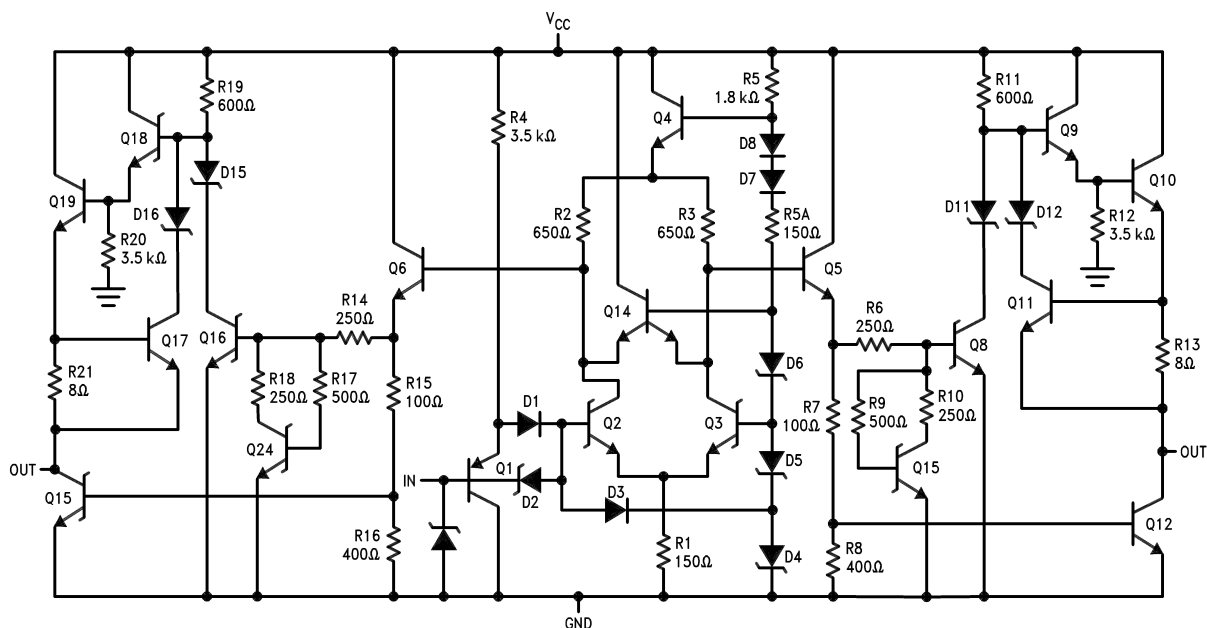 VCC
R19
600Ω
Q18
D15
Q19
D16
R20
3.5 kΩ
R4
3.5 kΩ
Q4
R5
1.8 kΩ
D8
D7
R2
650Ω
R3
650Ω
R5A
150Ω
R11
600Ω
Q9
Q10
D11
D12
R12
3.5 kΩ
Q6
Q5
Q17
Q16
R14
250Ω
Q14
R6
250Ω
Q8
Q11
R21
8Ω
R18
250Ω
R17
500Ω
R15
100Ω
D6
R7
100Ω
R9
500Ω
R10
250Ω
R13
8Ω
D1
Q2
Q3
Q24
OUT
Q15
IN
Q1
D2
D5
Q15
OUT
D3
Q12
R16
400Ω
R1
150Ω
D4
R8
400Ω
GND